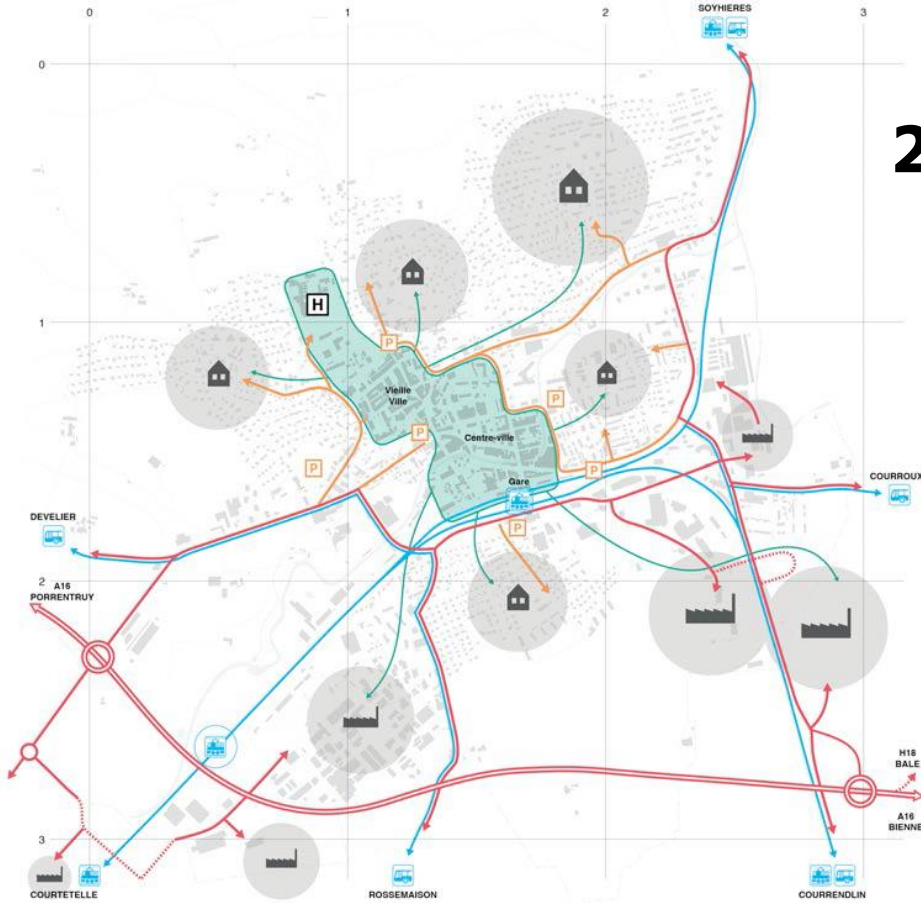 SOYHIERES
0
1
2
3
0
2
H
1
P
Vieille
Ville
P
Centre-ville
P
P
P
Gare
COURROUX
P
DEVELIER
2
A16
PORRENTRUY
H18
BALE
A16
BIENNE
3
COURTETELLE
ROSSEMAISON
COURRENDLIN